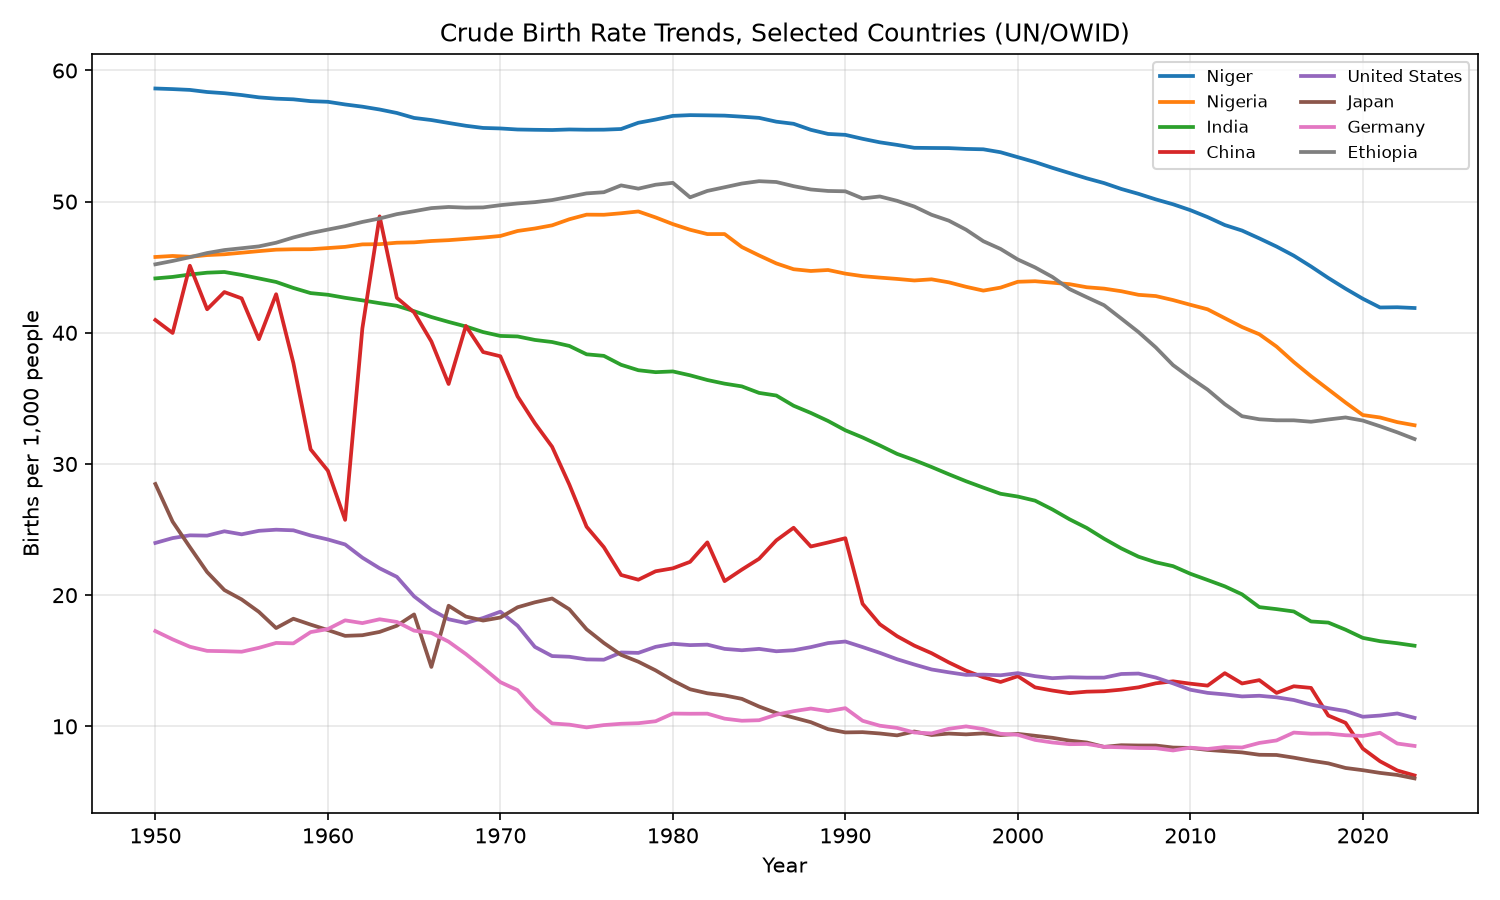 Crude Birth Rate Trends, Selected Countries (UN/OWID)
Niger
Nigeria
India
China
United States
Japan
Germany
Ethiopia
Births per 1,000 people
60
50
40
30
20
10
1950 1960 1970 1980 1990 2000 2010 2020
Year